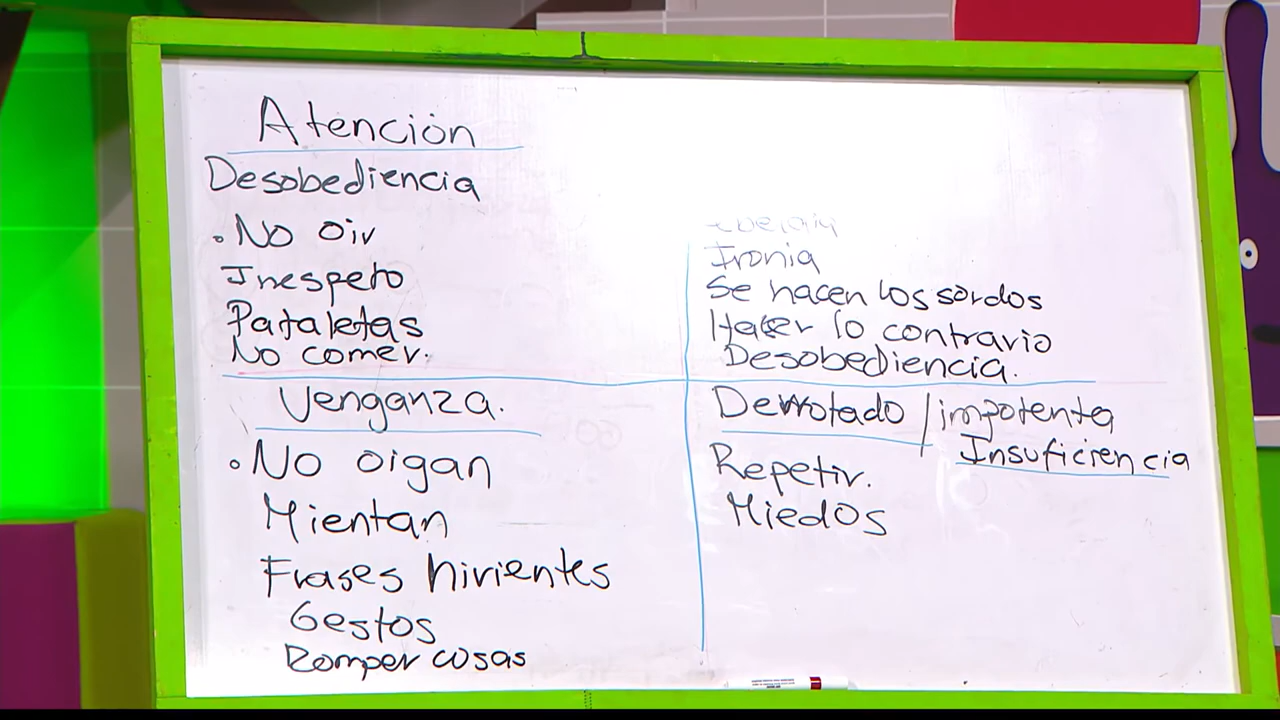 Atención
Desobediencia
. No oir
Irrespeto
Pataletas
No comer.
Ironia
Se hacen los sordos
Hacer lo contrario
Desobediencia.
Venganza.
. No oigan
Mientan
Frases hirientes
Gestos
Romper cosas
Derrotado / impotente
Insuficiencia
Repetir.
Miedos